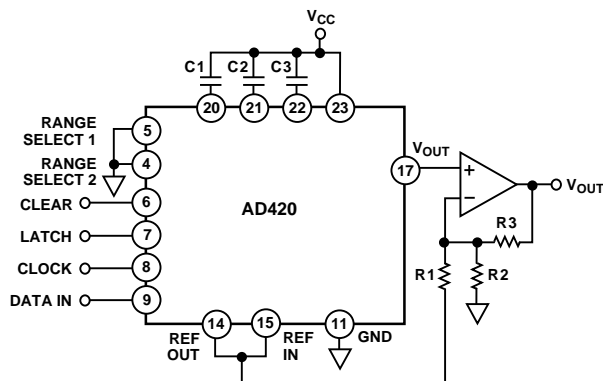 VCC
C1 C2 C3
20 21 22 23
RANGE
SELECT 1
5
RANGE
SELECT 2
4
CLEAR 6
LATCH 7
CLOCK 8
DATA IN 9
AD420
17
VOUT
+
−
VOUT
R3
R1 R2
14 15 11
REF
OUT
REF
IN
GND